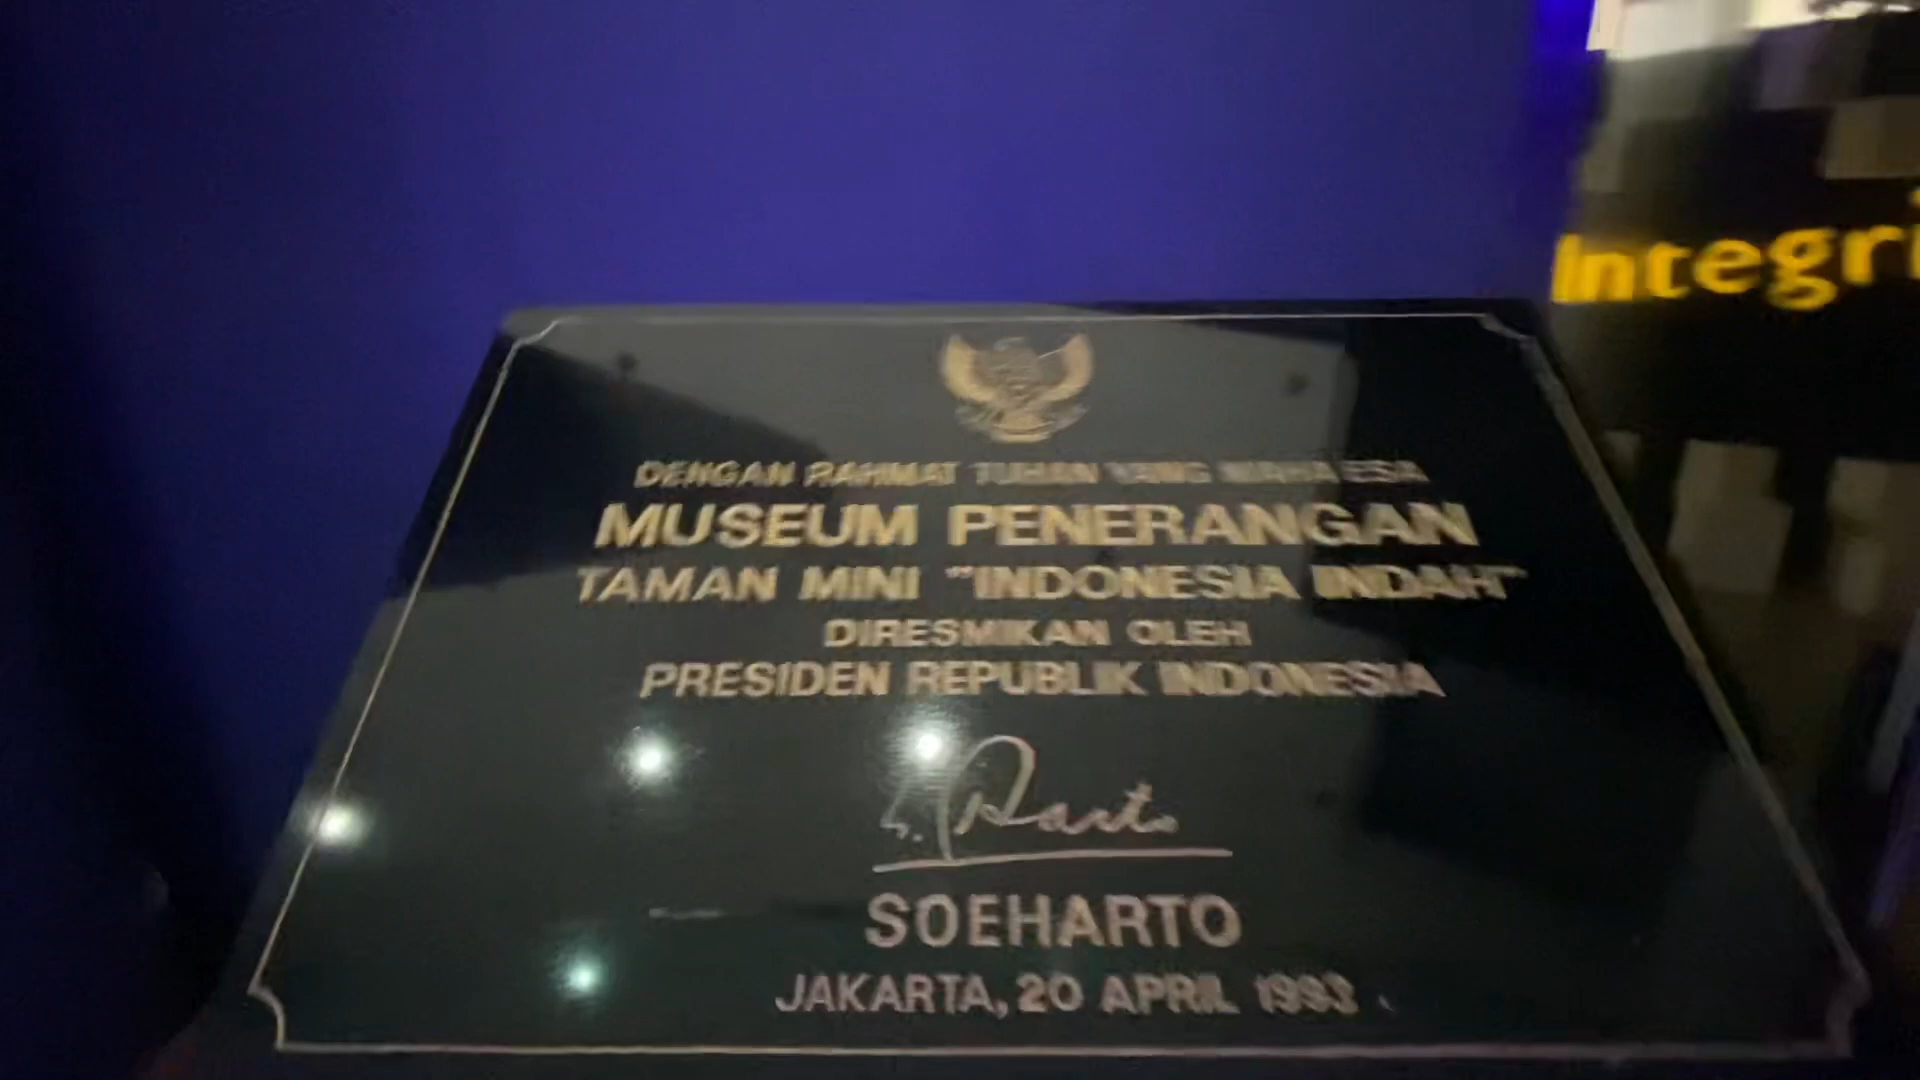 DENGAN RAHMAT TUHAN YANG MAHA ESA
MUSEUM PENERANGAN
TAMAN MINI "INDONESIA INDAH"
DIRESMIKAN OLEH
PRESIDEN REPUBLIK INDONESIA
SOEHARTO
JAKARTA, 20 APRIL 1993
Integri